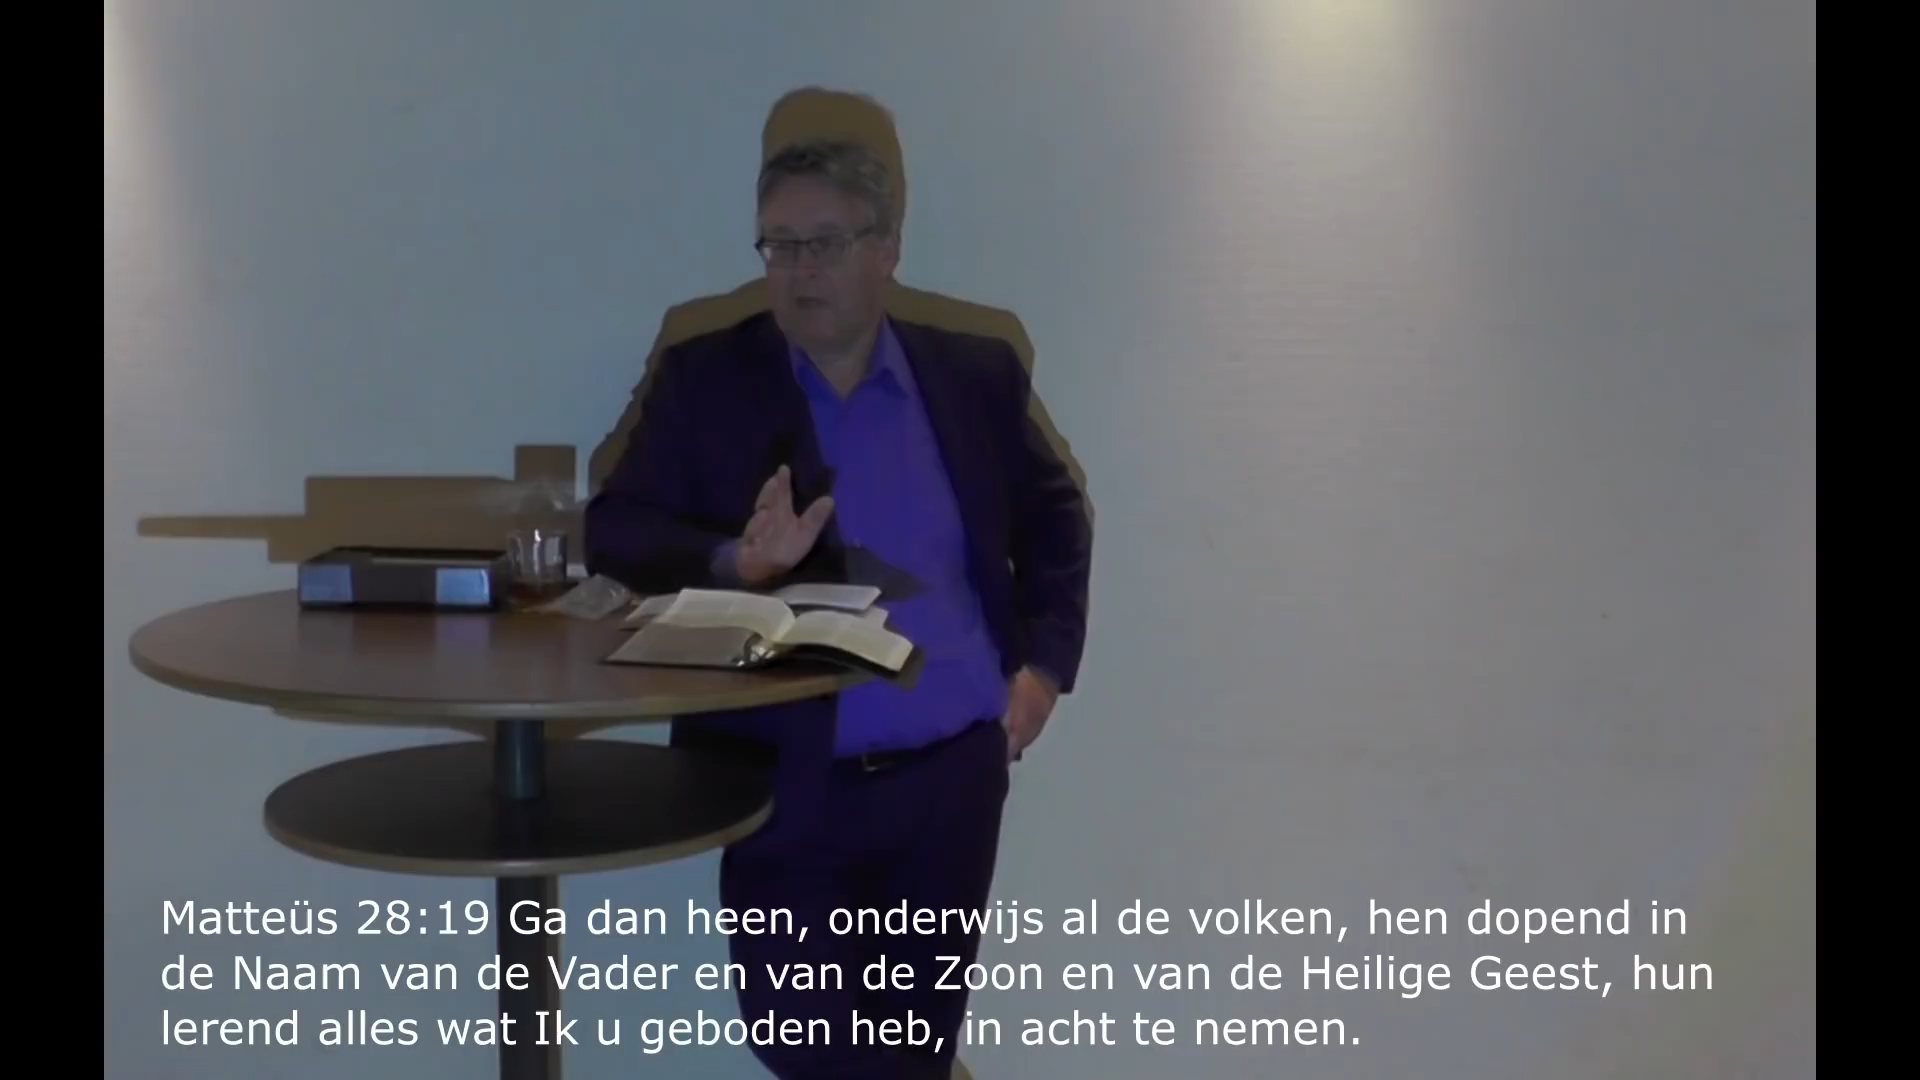 Matteüs 28:19 Ga dan heen, onderwijs al de volken, hen dopend in
de Naam van de Vader en van de Zoon en van de Heilige Geest, hun
lerend alles wat Ik u geboden heb, in acht te nemen.